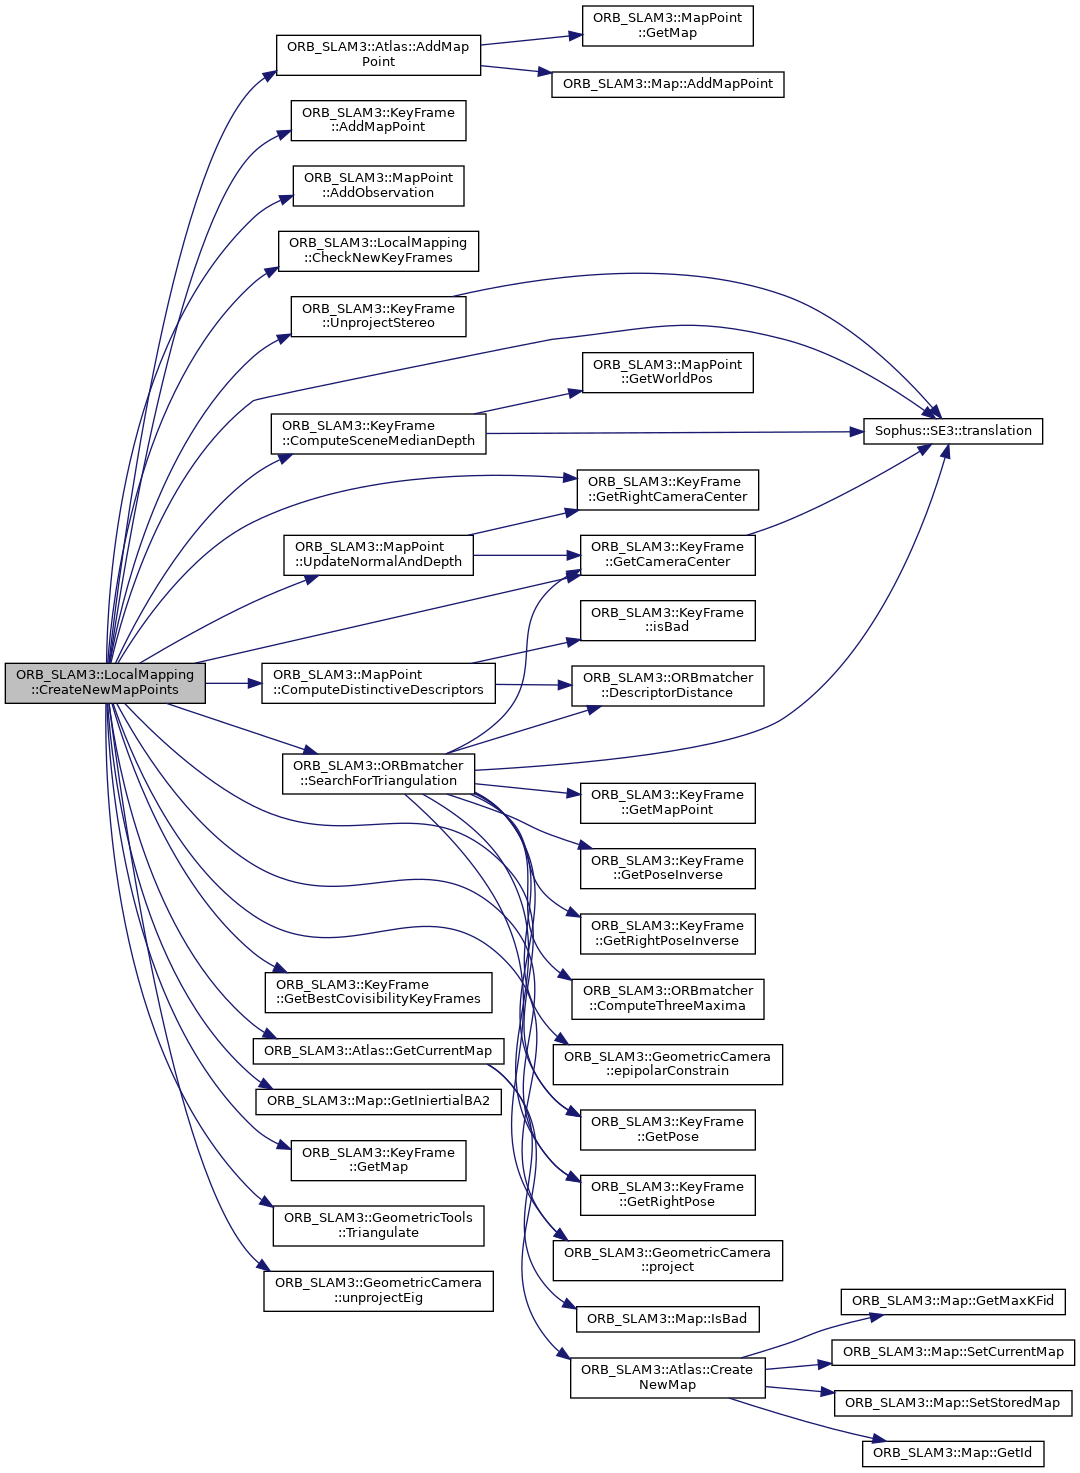 ORB_SLAM3::MapPoint
::GetMap
ORB_SLAM3::Atlas::AddMap
Point
ORB_SLAM3::Map::AddMapPoint
ORB_SLAM3::KeyFrame
::AddMapPoint
ORB_SLAM3::MapPoint
::AddObservation
ORB_SLAM3::LocalMapping
::CheckNewKeyFrames
ORB_SLAM3::KeyFrame
::UnprojectStereo
ORB_SLAM3::MapPoint
::GetWorldPos
ORB_SLAM3::KeyFrame
::ComputeSceneMedianDepth
Sophus::SE3::translation
ORB_SLAM3::KeyFrame
::GetRightCameraCenter
ORB_SLAM3::MapPoint
::UpdateNormalAndDepth
ORB_SLAM3::KeyFrame
::GetCameraCenter
ORB_SLAM3::KeyFrame
::isBad
ORB_SLAM3::LocalMapping
::CreateNewMapPoints
ORB_SLAM3::MapPoint
::ComputeDistinctiveDescriptors
ORB_SLAM3::ORBmatcher
::DescriptorDistance
ORB_SLAM3::ORBmatcher
::SearchForTriangulation
ORB_SLAM3::KeyFrame
::GetMapPoint
ORB_SLAM3::KeyFrame
::GetPoseInverse
ORB_SLAM3::KeyFrame
::GetRightPoseInverse
ORB_SLAM3::KeyFrame
::GetBestCovisibilityKeyFrames
ORB_SLAM3::ORBmatcher
::ComputeThreeMaxima
ORB_SLAM3::Atlas::GetCurrentMap
ORB_SLAM3::GeometricCamera
::epipolarConstrain
ORB_SLAM3::Map::GetIniertialBA2
ORB_SLAM3::KeyFrame
::GetPose
ORB_SLAM3::KeyFrame
::GetMap
ORB_SLAM3::KeyFrame
::GetRightPose
ORB_SLAM3::GeometricTools
::Triangulate
ORB_SLAM3::GeometricCamera
::project
ORB_SLAM3::GeometricCamera
::unprojectEig
ORB_SLAM3::Map::GetMaxKFid
ORB_SLAM3::Map::IsBad
ORB_SLAM3::Map::SetCurrentMap
ORB_SLAM3::Atlas::Create
NewMap
ORB_SLAM3::Map::SetStoredMap
ORB_SLAM3::Map::GetId